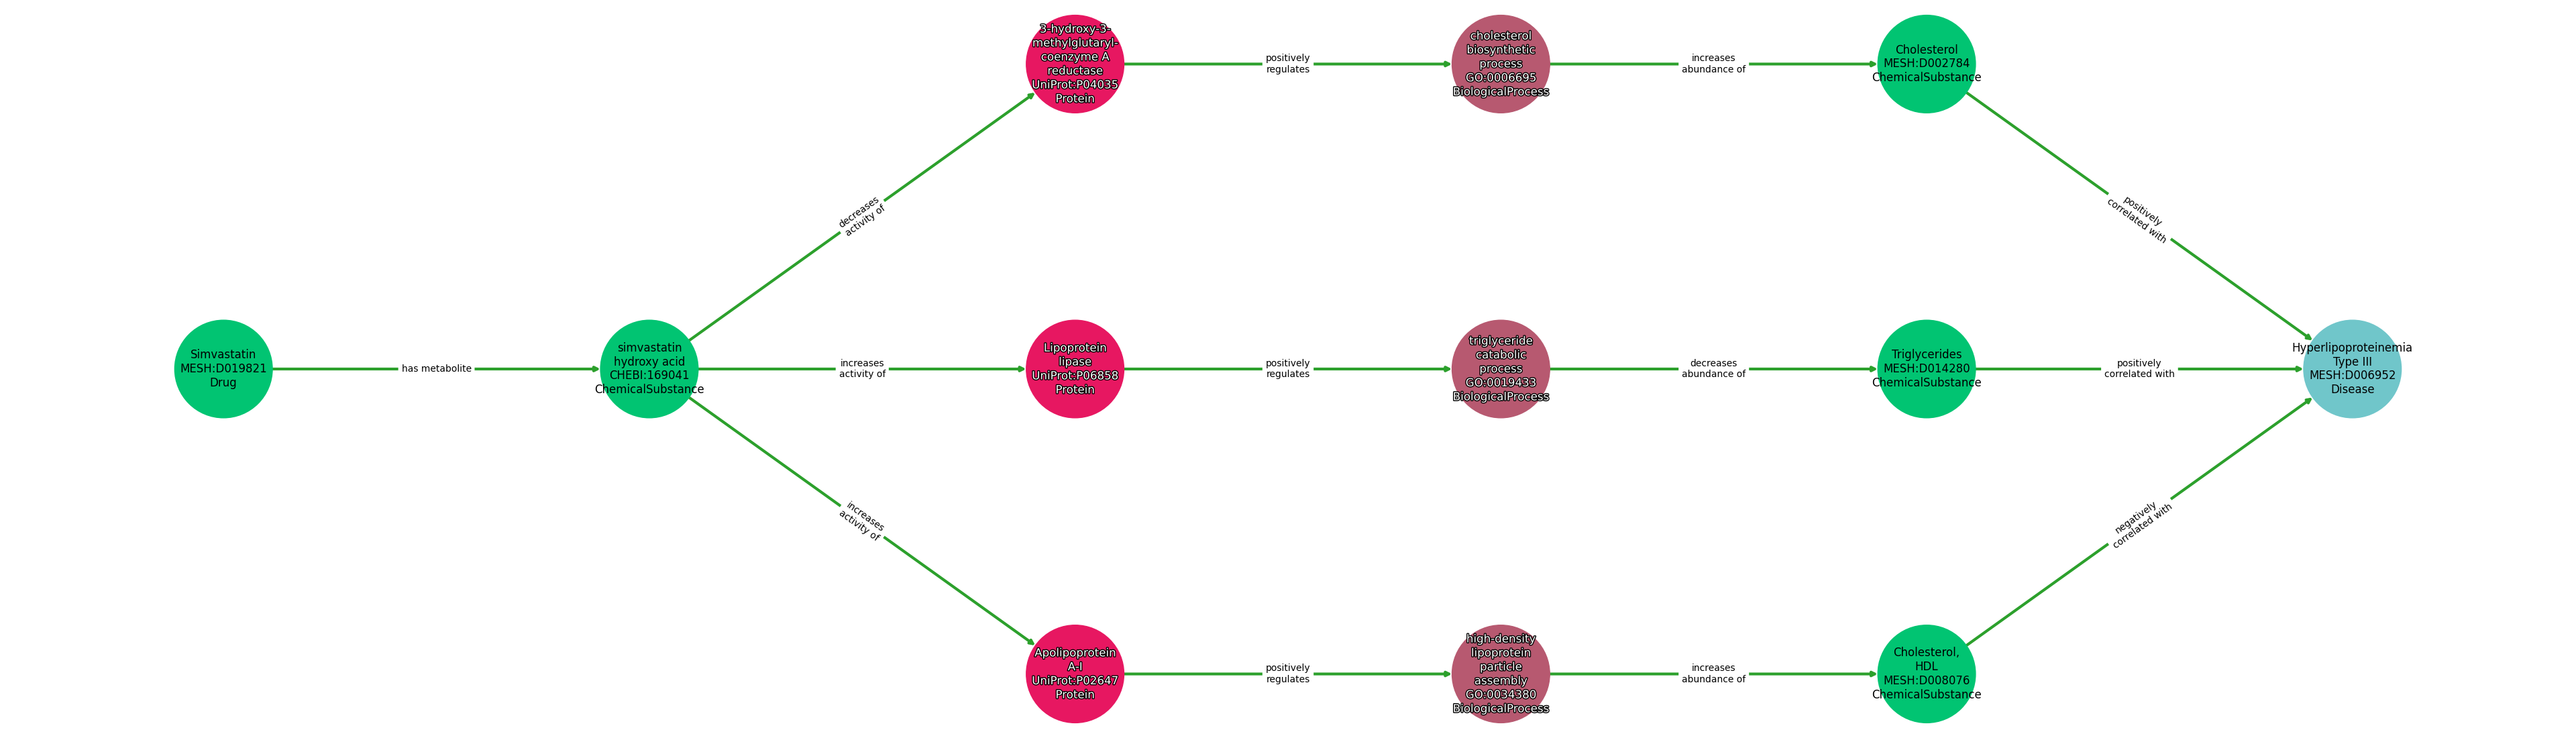 3-hydroxy-3-
methylglutaryl-
coenzyme A
reductase
UniProt:P04035
Protein
positively
regulates
cholesterol
biosynthetic
process
GO:0006695
BiologicalProcess
increases
abundance of
Cholesterol
MESH:D002784
ChemicalSubstance
decreases
activity of
positively
correlated with
Simvastatin
MESH:D019821
Drug
has metabolite
simvastatin
hydroxy acid
CHEBI:169041
ChemicalSubstance
increases
activity of
Lipoprotein
lipase
UniProt:P06858
Protein
positively
regulates
triglyceride
catabolic
process
GO:0019433
BiologicalProcess
decreases
abundance of
Triglycerides
MESH:D014280
ChemicalSubstance
positively
correlated with
Hyperlipoproteinemia
Type III
MESH:D006952
Disease
increases
activity of
negatively
correlated with
Apolipoprotein
A-I
UniProt:P02647
Protein
positively
regulates
high-density
lipoprotein
particle
assembly
GO:0034380
BiologicalProcess
increases
abundance of
Cholesterol,
HDL
MESH:D008076
ChemicalSubstance